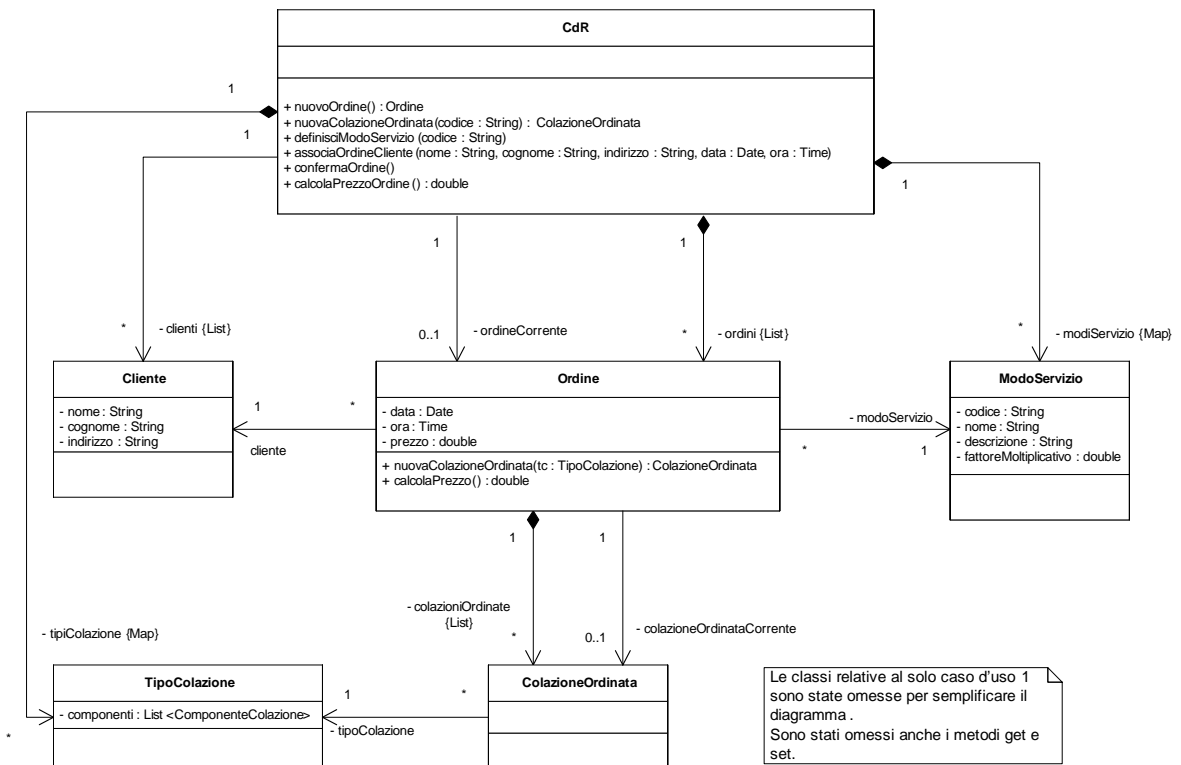 CdR
+ nuovoOrdine() : Ordine
+ nuovaColazioneOrdinata(codice : String) : ColazioneOrdinata
+ definisciModoServizio (codice : String)
+ associaOrdineCliente (nome : String, cognome : String, indirizzo : String, data : Date, ora : Time)
+ confermaOrdine()
+ calcolaPrezzoOrdine () : double
1
1
1
1
1
* - clienti {List}
0..1 - ordineCorrente
* - ordini {List}
* - modiServizio {Map}
Cliente
- nome : String
- cognome : String
- indirizzo : String
1 *
cliente
Ordine
- data : Date
- ora : Time
- prezzo : double
+ nuovaColazioneOrdinata(tc : TipoColazione) : ColazioneOrdinata
+ calcolaPrezzo() : double
- modoServizio
* 1
ModoServizio
- codice : String
- nome : String
- descrizione : String
- fattoreMoltiplicativo : double
1 1
- colazioniOrdinate
{List}
*
0..1 - colazioneOrdinataCorrente
- tipiColazione {Map}
*
TipoColazione
- componenti : List <ComponenteColazione>
1 *
- tipoColazione
ColazioneOrdinata
Le classi relative al solo caso d'uso 1
sono state omesse per semplificare il
diagramma .
Sono stati omessi anche i metodi get e
set.